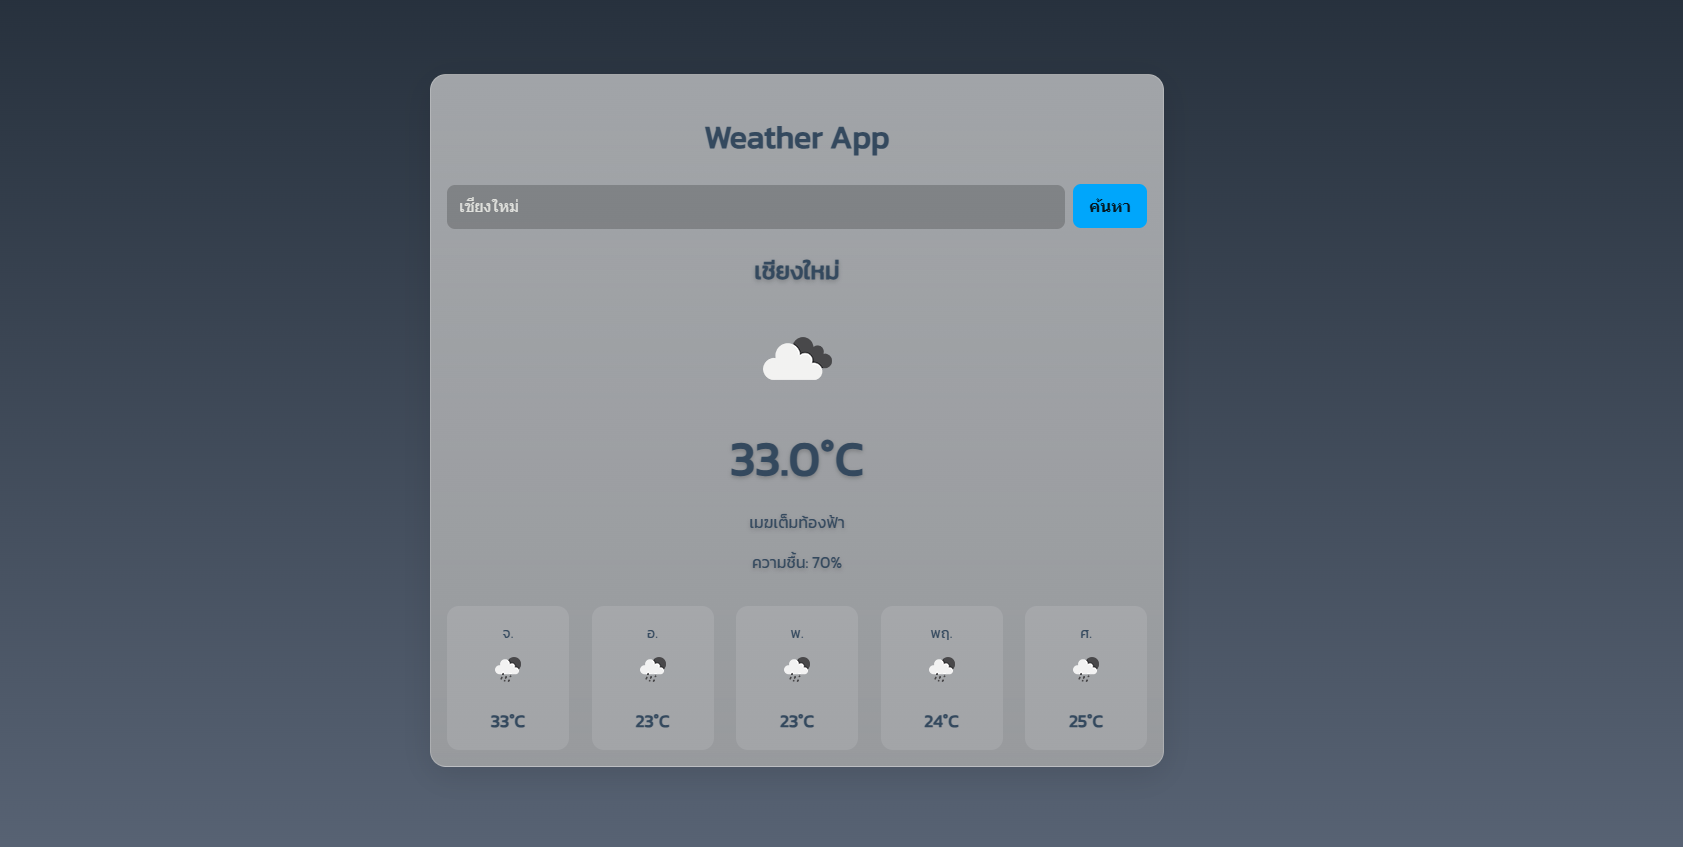 Weather App
เชียงใหม่ ค้นหา
เชียงใหม่
33.0°C
เมฆเต็มท้องฟ้า
ความชื้น: 70%
จ. อ. พ. พฤ. ศ.
33°C 23°C 23°C 24°C 25°C